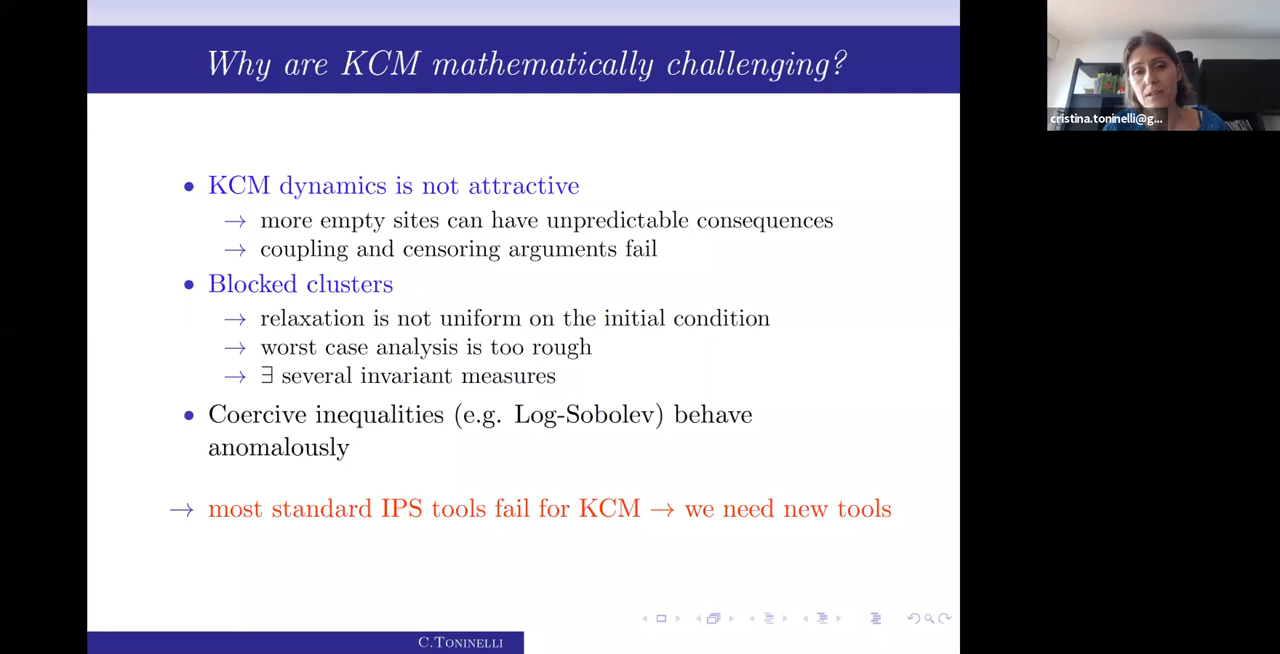 Why are KCM mathematically challenging?
cristina.toninelli@g...
• KCM dynamics is not attractive
→ more empty sites can have unpredictable consequences
→ coupling and censoring arguments fail
• Blocked clusters
→ relaxation is not uniform on the initial condition
→ worst case analysis is too rough
→ ∃ several invariant measures
• Coercive inequalities (e.g. Log-Sobolev) behave
anomalously
→ most standard IPS tools fail for KCM → we need new tools
C.Toninelli